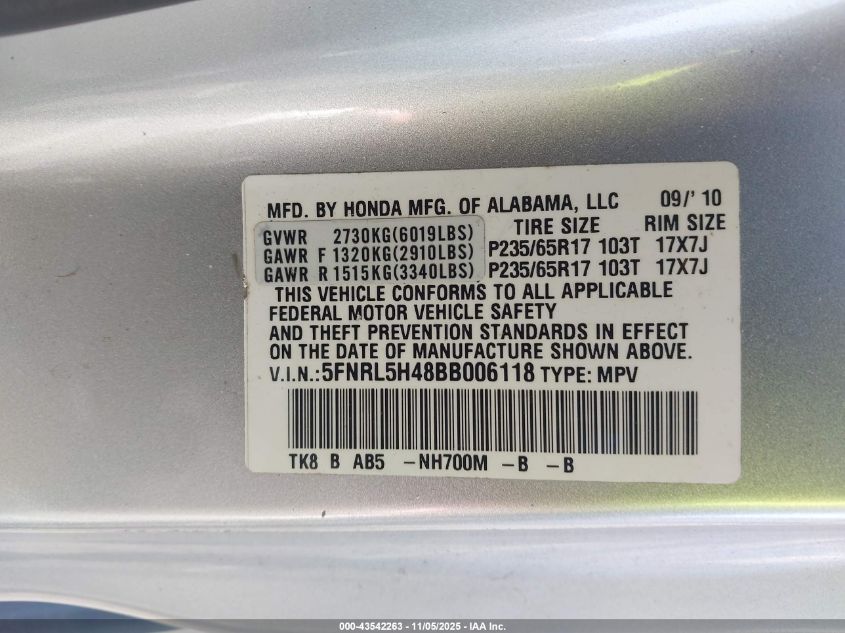 MFD. BY HONDA MFG. OF ALABAMA, LLC 09/' 10
TIRE SIZE RIM SIZE
GVWR 2730KG(6019LBS)
GAWR F 1320KG(2910LBS) P235/65R17 103T 17X7J
GAWR R 1515KG(3340LBS) P235/65R17 103T 17X7J
THIS VEHICLE CONFORMS TO ALL APPLICABLE
FEDERAL MOTOR VEHICLE SAFETY
AND THEFT PREVENTION STANDARDS IN EFFECT
ON THE DATE OF MANUFACTURE SHOWN ABOVE.
V.I.N.:5FNRL5H48BB006118 TYPE: MPV
TK8 B AB5 -NH700M -B -B
000-43542263 - 11/05/2025 - IAA Inc.